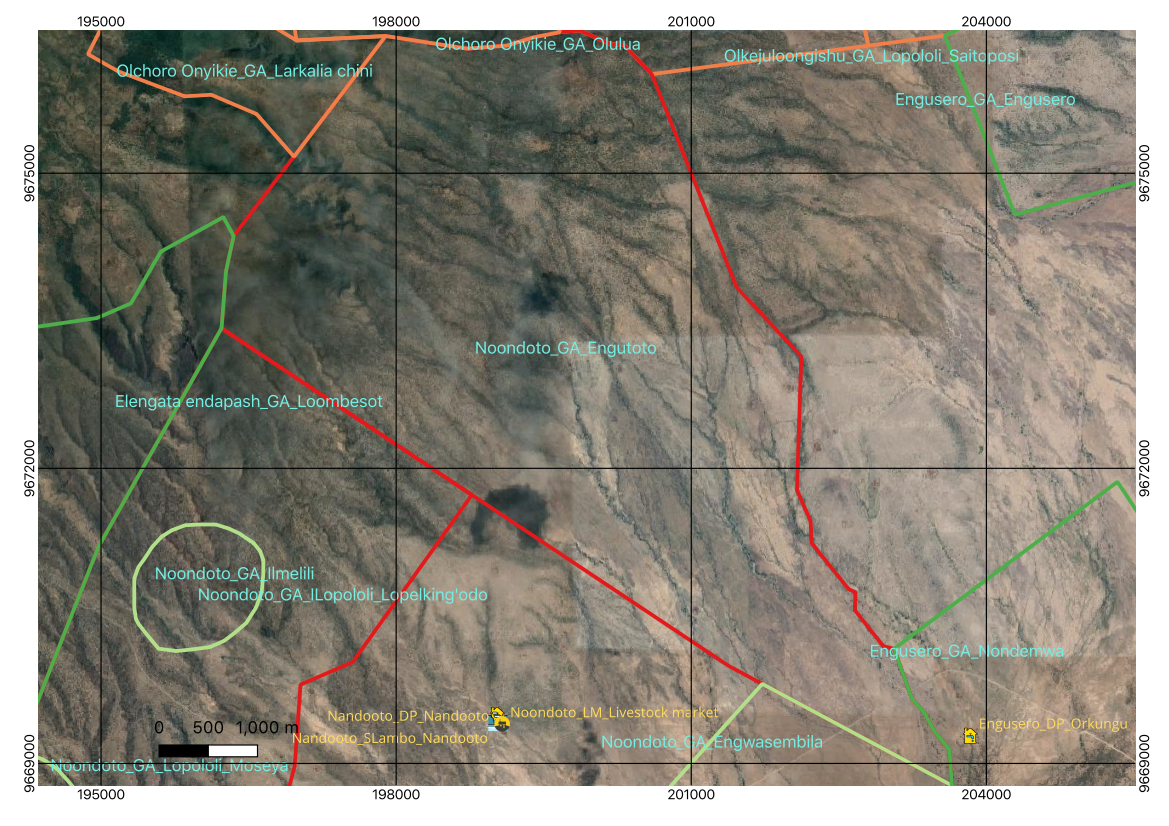 195000 198000 201000 204000
Olchoro Onyikie_GA_Olulua
Olkejuloongishu_GA_Lopololi_Saitoposi
Olchoro Onyikie_GA_Larkalia chini
Engusero_GA_Engusero
9675000 9675000
Noondoto_GA_Engutoto
Elengata endapash_GA_Loombesot
9672000 9672000
Noondoto_GA_Ilmelili
Noondoto_GA_ILopololi_Lopelking'odo
Engusero_GA_Nondemwa
Nandooto_DP_Nandooto Noondoto_LM_Livestock market
Engusero_DP_Orkungu
0 500 1,000 m
Nandooto_SLambo_Nandooto
Noondoto_GA_Engwasembila
Noondoto_GA_Lopololi_Moseya
9669000 9669000
195000 198000 201000 204000